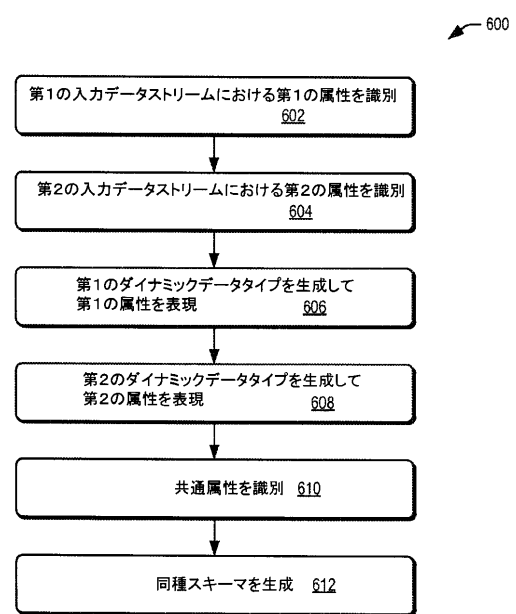 600
第1の入力データストリームにおける第1の属性を識別
602
第2の入力データストリームにおける第2の属性を識別
604
第1のダイナミックデータタイプを生成して
第1の属性を表現 606
第2のダイナミックデータタイプを生成して
第2の属性を表現 608
共通属性を識別 610
同種スキーマを生成 612